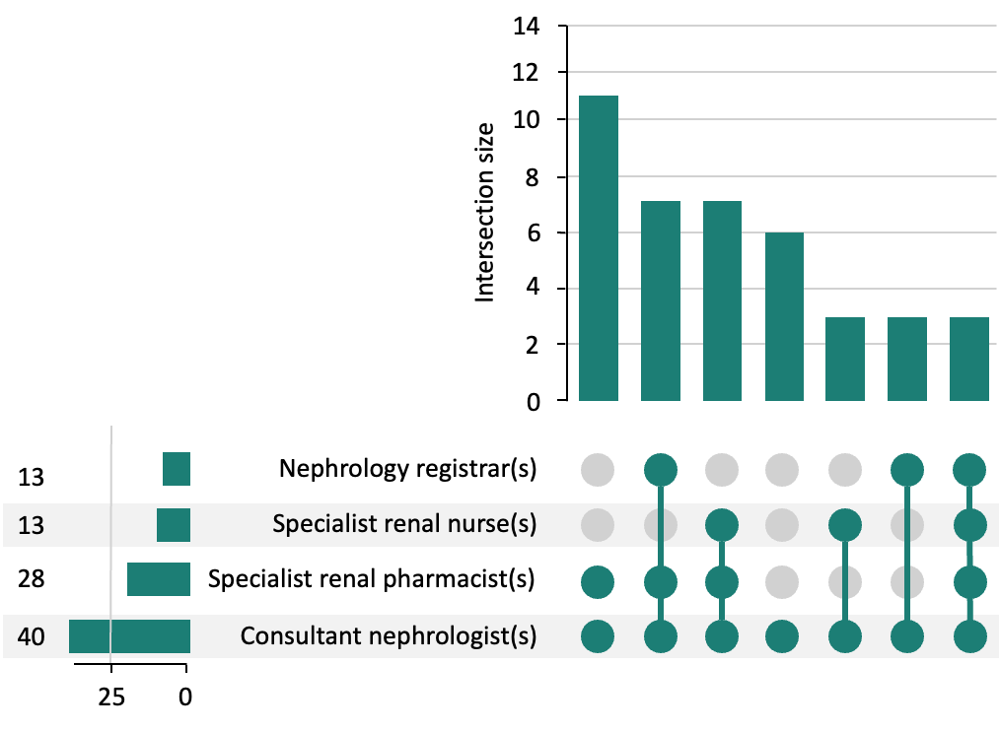 14
12
10
8
6
4
2
0
Intersection size
13 Nephrology registrar(s)
13 Specialist renal nurse(s)
28 Specialist renal pharmacist(s)
40 Consultant nephrologist(s)
25 0